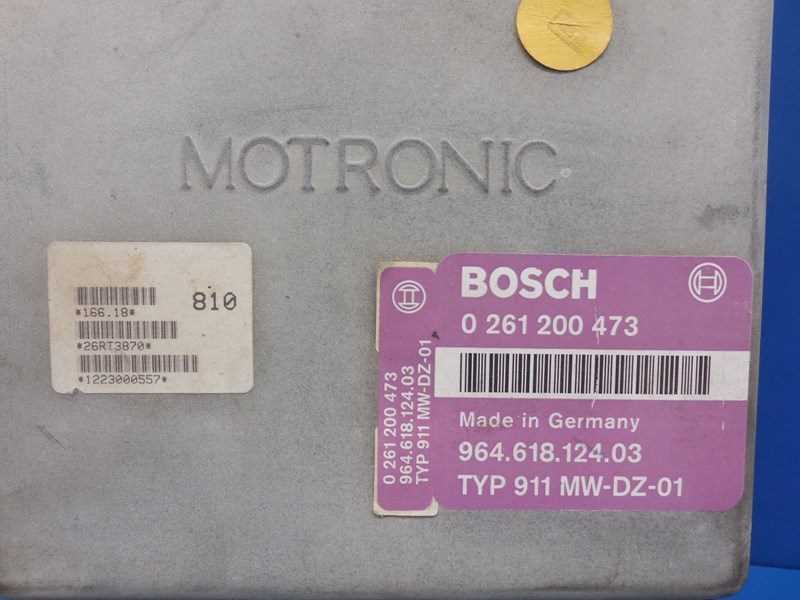 MOTRONIC
810
*166.18*
*26RT3870*
*1223000557*
0 261 200 473
964.618.124.03
TYP 911 MW-DZ-01
BOSCH
0 261 200 473
Made in Germany
964.618.124.03
TYP 911 MW-DZ-01